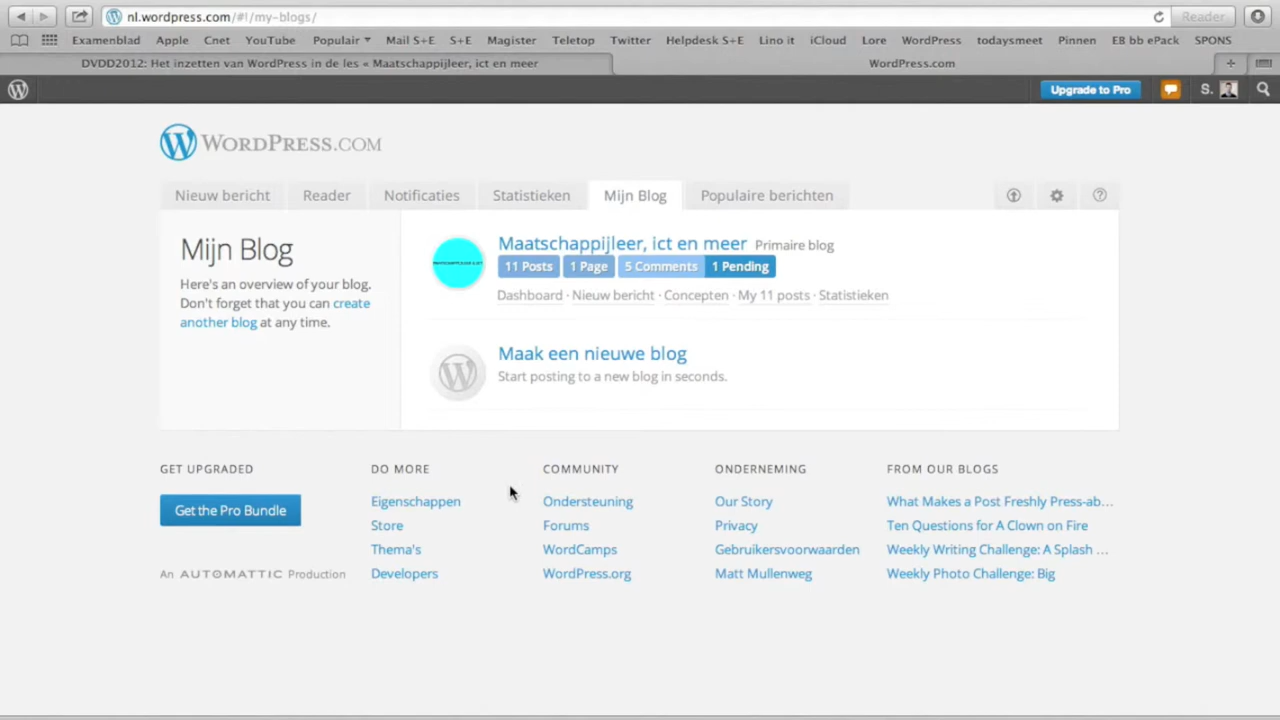 nl.wordpress.com/#!/my-blogs/
Reader
Examenblad Apple Cnet YouTube Populair Mail S+E S+E Magister Teletop Twitter Helpdesk S+E Lino it iCloud Lore WordPress todaysmeet Pinnen E8 bb ePack SPONS
DVDD2012: Het inzetten van WordPress in de les « Maatschappijleer, ict en meer
WordPress.com
Upgrade to Pro
S.
WORDPRESS.COM
Nieuw bericht Reader Notificaties Statistieken Mijn Blog Populaire berichten
Mijn Blog
Here's an overview of your blog.
Don't forget that you can create
another blog at any time.
Maatschappijleer, ict en meer Primaire blog
11 Posts 1 Page 5 Comments 1 Pending
Dashboard · Nieuw bericht · Concepten · My 11 posts · Statistieken
Maak een nieuwe blog
Start posting to a new blog in seconds.
GET UPGRADED
Get the Pro Bundle
An AUTOMATTIC Production
DO MORE
Eigenschappen
Store
Thema's
Developers
COMMUNITY
Ondersteuning
Forums
WordCamps
WordPress.org
ONDERNEMING
Our Story
Privacy
Gebruikersvoorwaarden
Matt Mullenweg
FROM OUR BLOGS
What Makes a Post Freshly Press-ab...
Ten Questions for A Clown on Fire
Weekly Writing Challenge: A Splash ...
Weekly Photo Challenge: Big